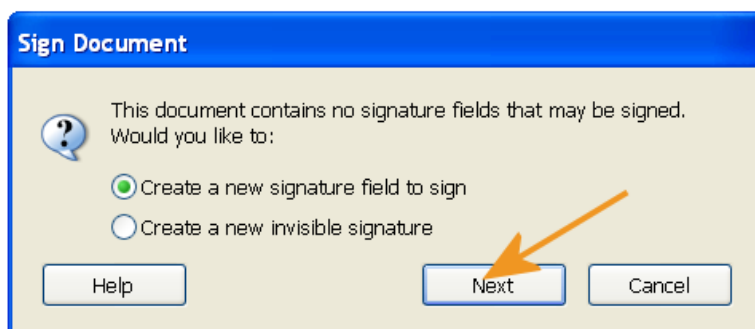 Sign Document
This document contains no signature fields that may be signed.
Would you like to:
Create a new signature field to sign
Create a new invisible signature
Help Next Cancel